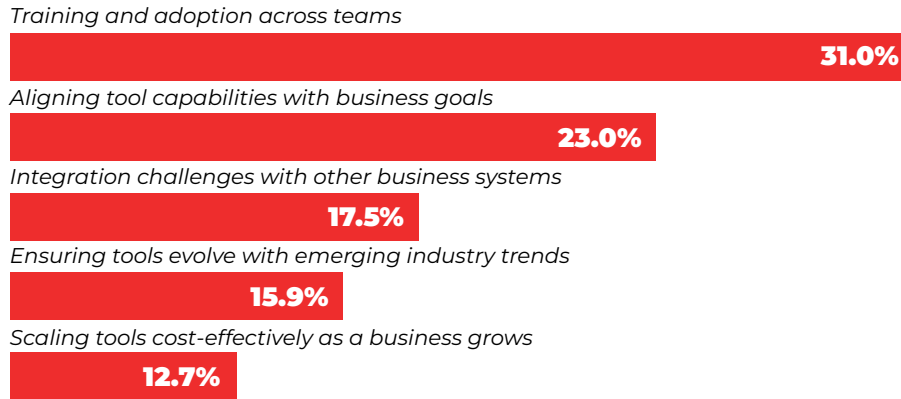 Training and adoption across teams
31.0%
Aligning tool capabilities with business goals
23.0%
Integration challenges with other business systems
17.5%
Ensuring tools evolve with emerging industry trends
15.9%
Scaling tools cost-effectively as a business grows
12.7%